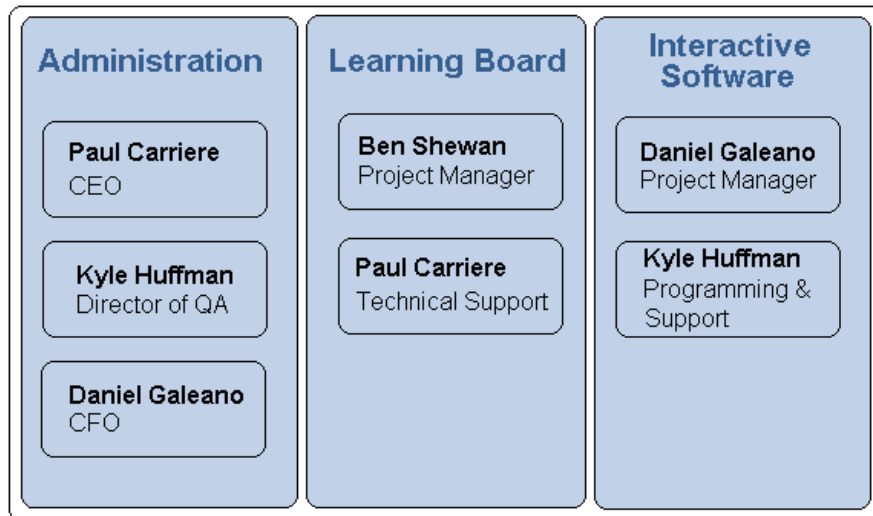 Administration
Paul Carriere
CEO
Kyle Huffman
Director of QA
Daniel Galeano
CFO
Learning Board
Ben Shewan
Project Manager
Paul Carriere
Technical Support
Interactive
Software
Daniel Galeano
Project Manager
Kyle Huffman
Programming &
Support